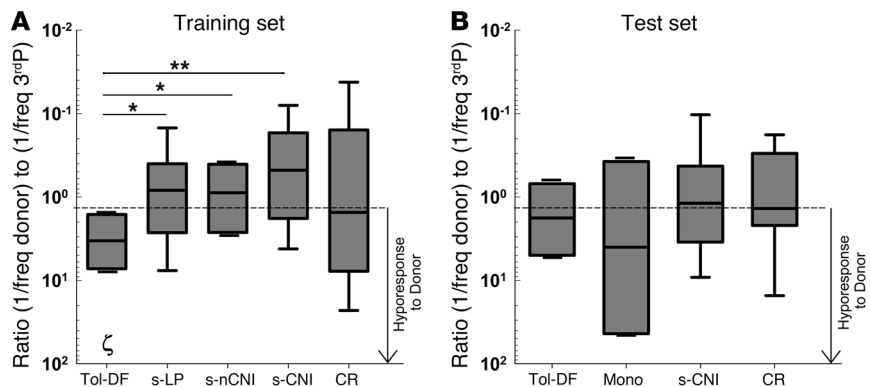 A
Training set
Ratio (1/freq donor) to (1/freq 3rdP)
10-2
10-1
100
101
102
**
*
*
ζ
Hyporesponse
to Donor
Tol-DF s-LP s-nCNI s-CNI CR
B
Test set
Ratio (1/freq donor) to (1/freq 3rdP)
10-2
10-1
100
101
102
Hyporesponse
to Donor
Tol-DF Mono s-CNI CR